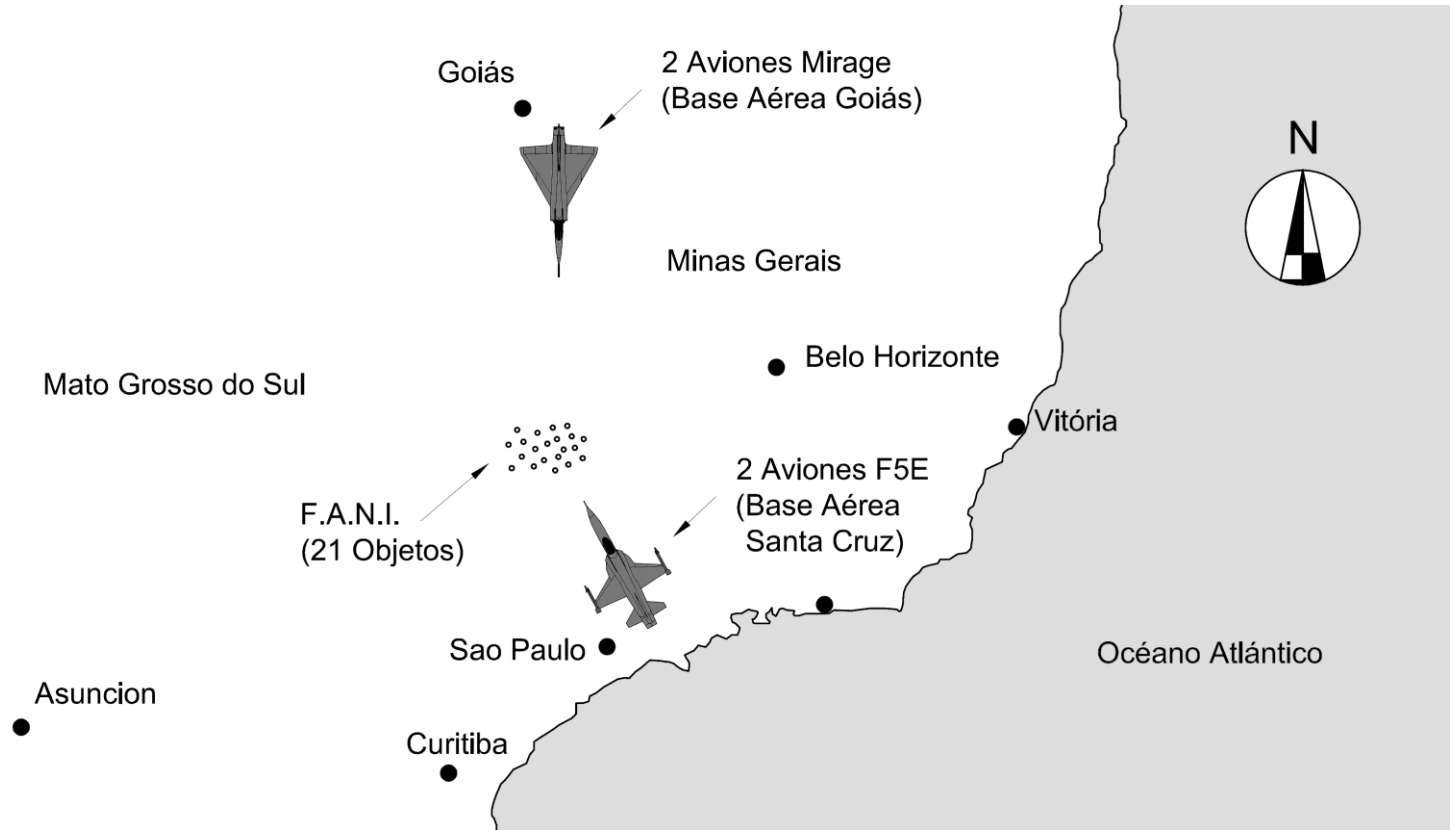 Goiás
2 Aviones Mirage
(Base Aérea Goiás)
N
Minas Gerais
Belo Horizonte
Mato Grosso do Sul
Vitória
2 Aviones F5E
(Base Aérea
Santa Cruz)
F.A.N.I.
(21 Objetos)
Sao Paulo
Océano Atlántico
Asuncion
Curitiba